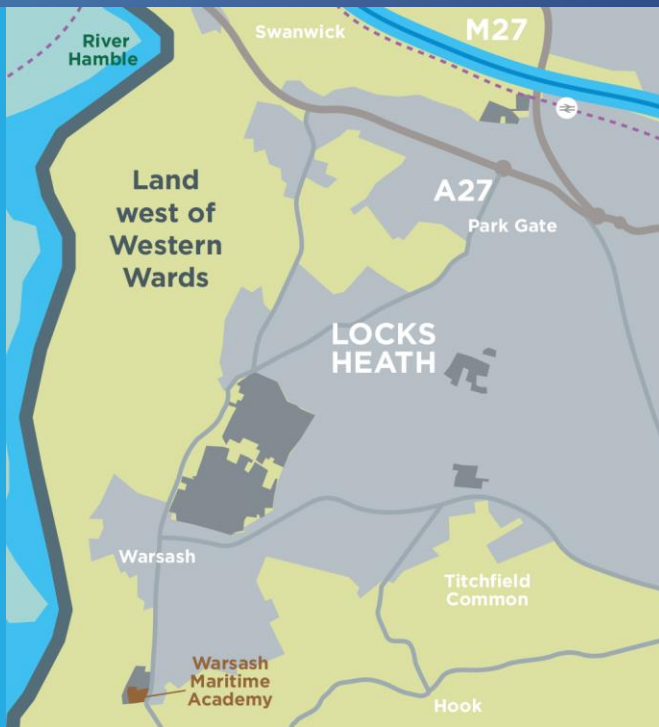 River
Hamble
Swanwick
M27
Land
west of
Western
Wards
A27
Park Gate
LOCKS
HEATH
Warsash
Titchfield
Common
Warsash
Maritime
Academy
Hook